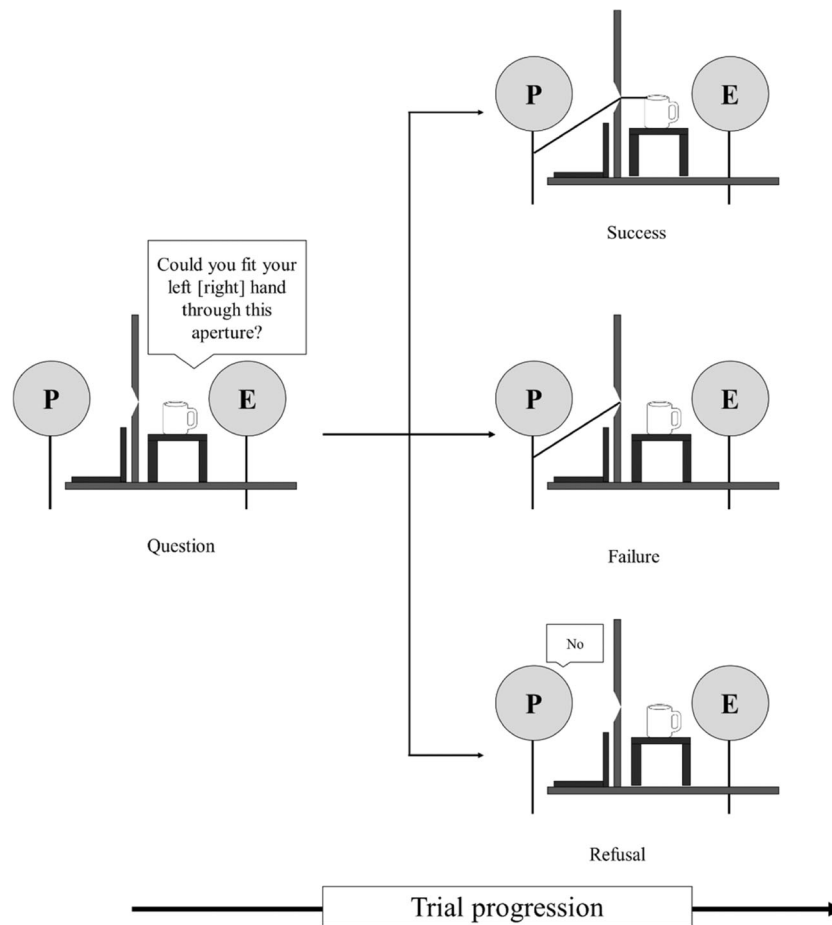 P
E
Success
Could you fit your
left [right] hand
through this
aperture?
P
E
Question
P
E
Failure
No
P
E
Refusal
Trial progression